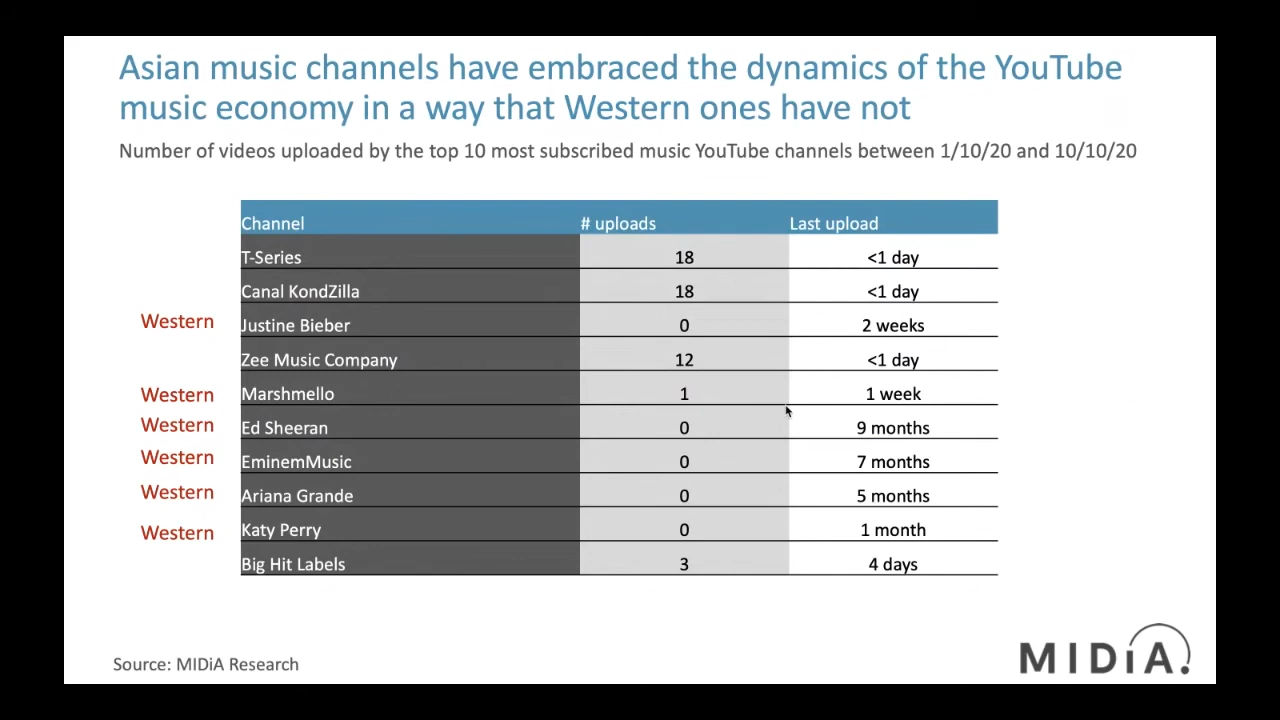 Asian music channels have embraced the dynamics of the YouTube
music economy in a way that Western ones have not
Number of videos uploaded by the top 10 most subscribed music YouTube channels between 1/10/20 and 10/10/20
Channel # uploads Last upload
T-Series 18 <1 day
Canal KondZilla 18 <1 day
Western Justine Bieber 0 2 weeks
Zee Music Company 12 <1 day
Western Marshmello 1 1 week
Western Ed Sheeran 0 9 months
Western EminemMusic 0 7 months
Western Ariana Grande 0 5 months
Western Katy Perry 0 1 month
Big Hit Labels 3 4 days
Source: MIDiA Research
MIDiA.